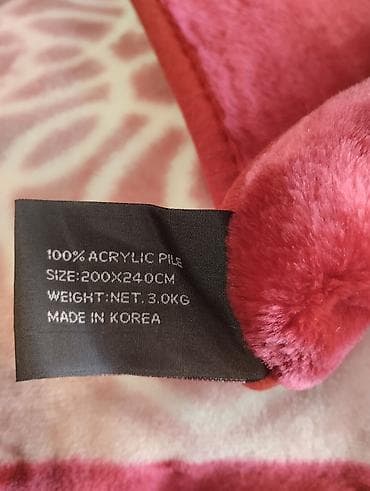 100% ACRYLIC PILE
SIZE:200X240CM
WEIGHT:NET. 3.0KG
MADE IN KOREA